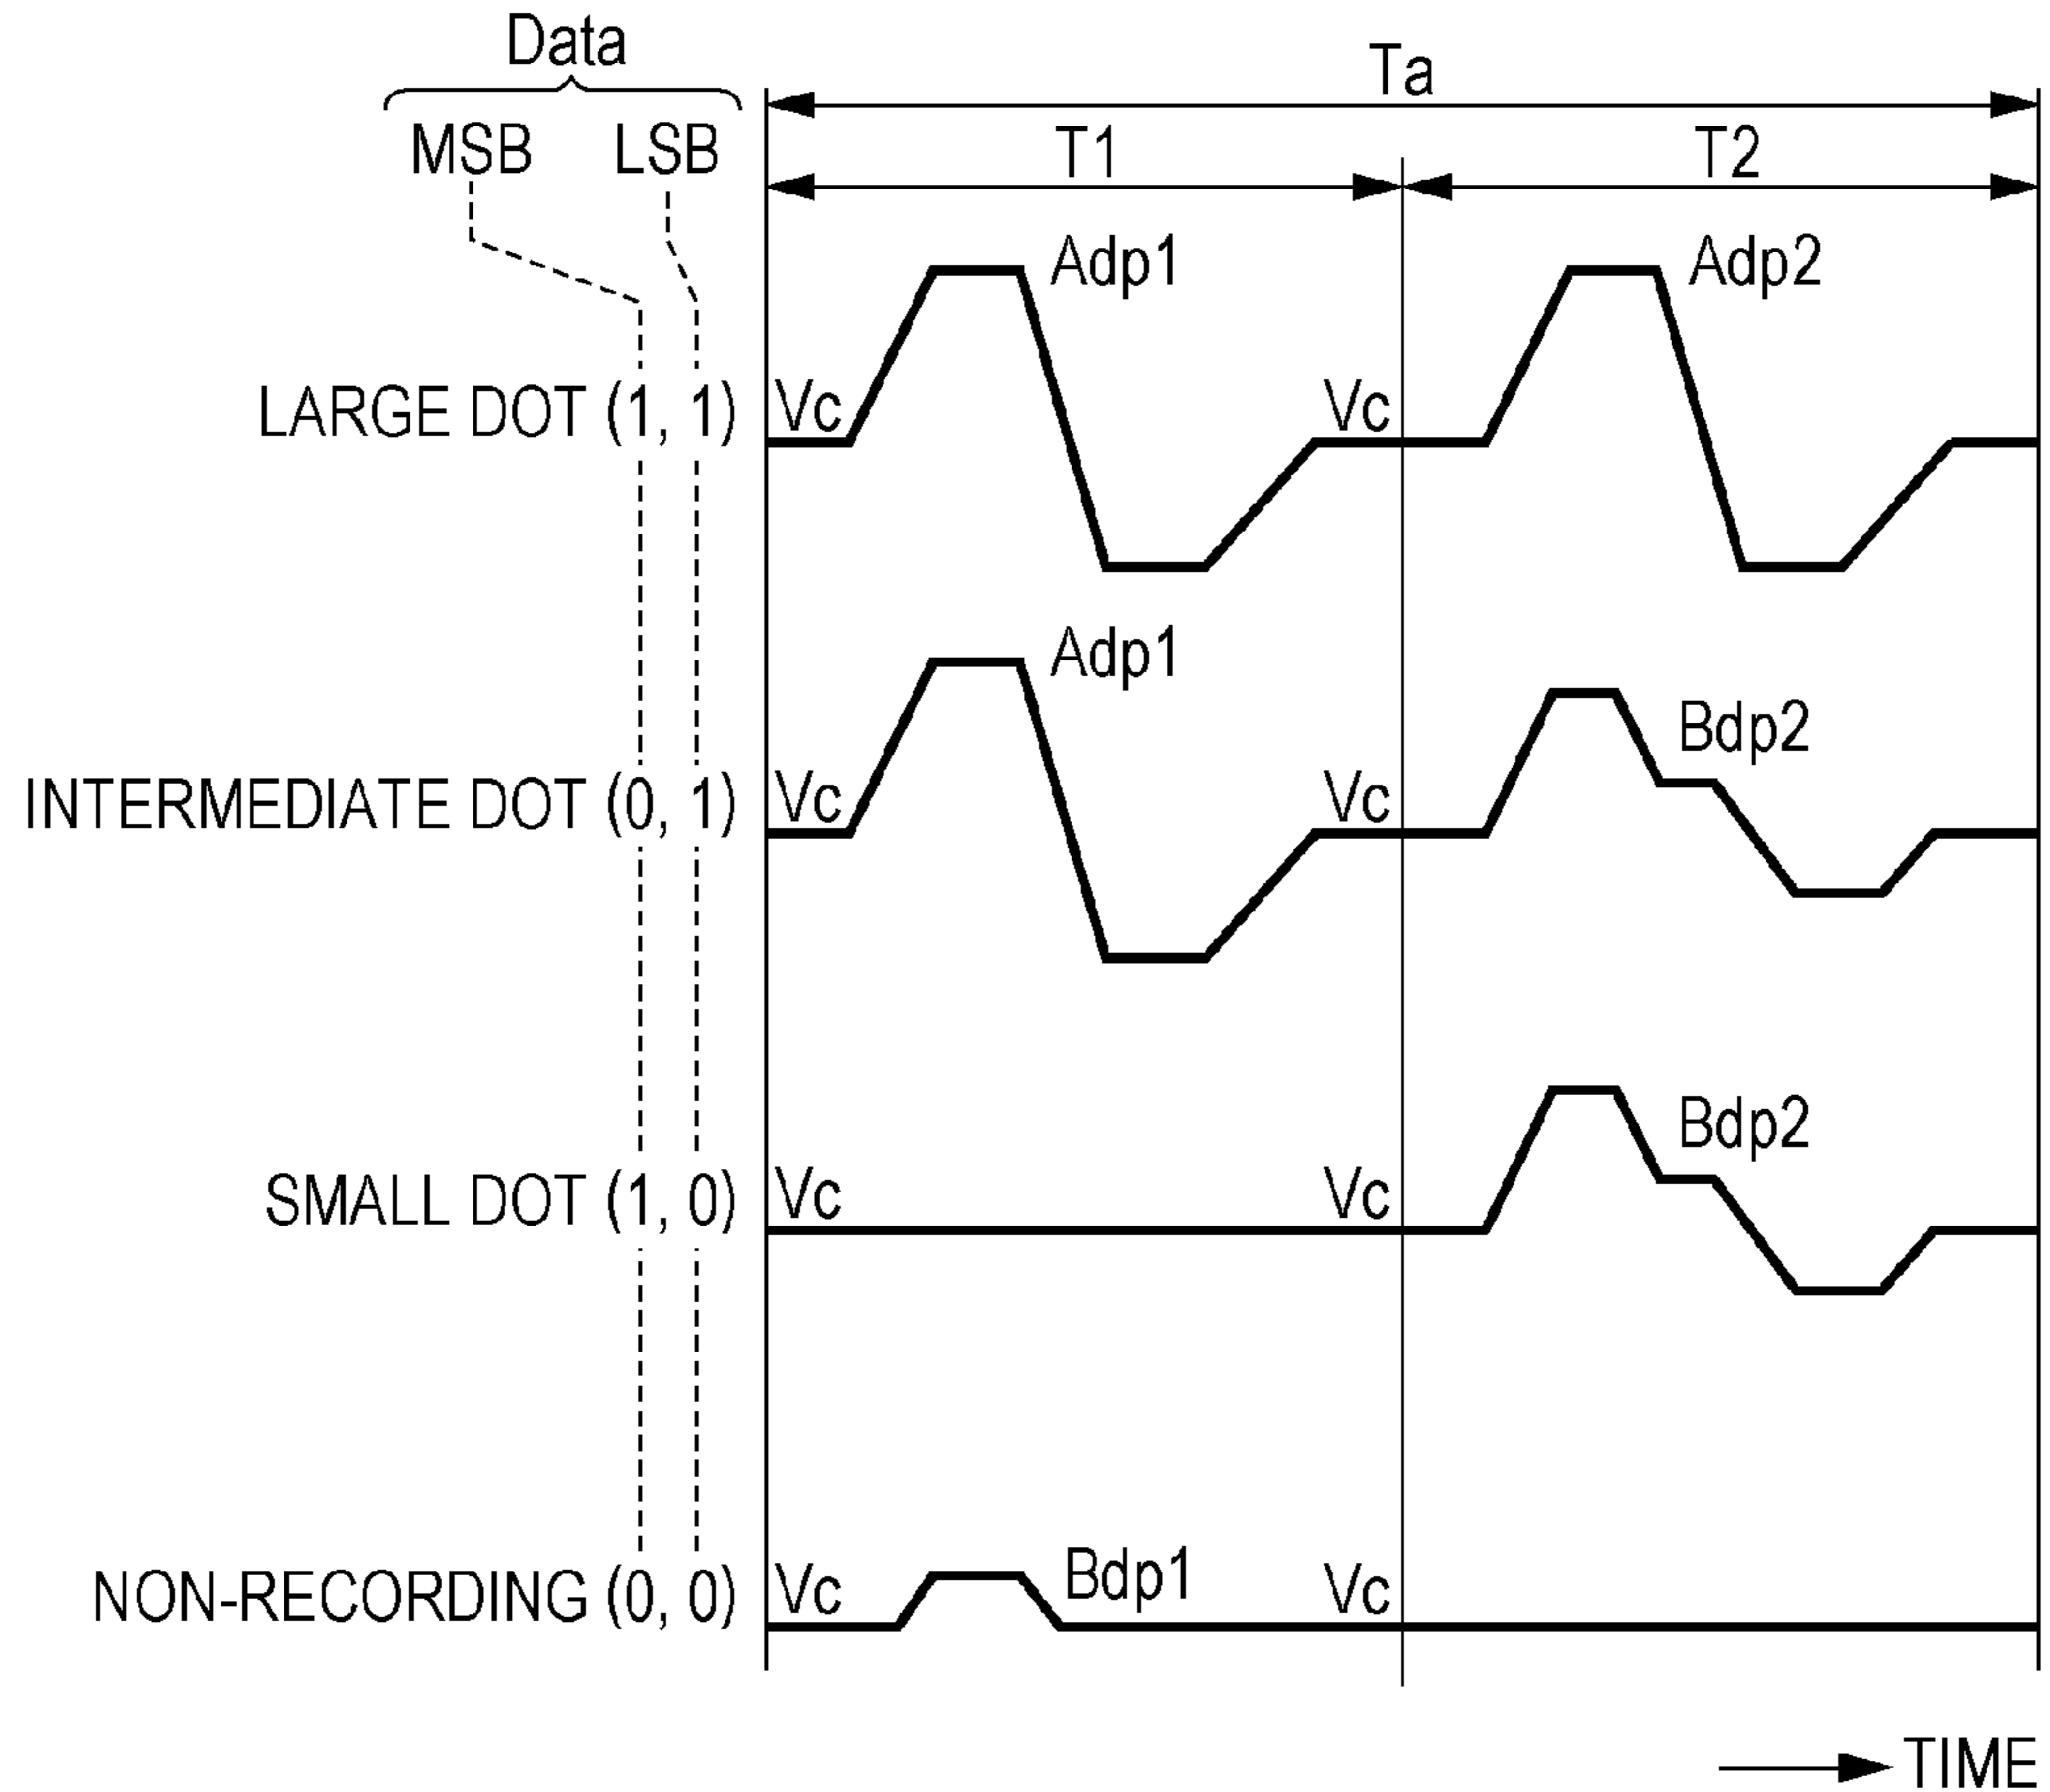 Data
MSB LSB
Ta
T1 T2
Adp1 Adp2
LARGE DOT (1, 1) Vc Vc
Adp1
Bdp2
INTERMEDIATE DOT (0, 1) Vc Vc
Bdp2
SMALL DOT (1, 0) Vc Vc
Bdp1
NON-RECORDING (0, 0) Vc Vc
TIME